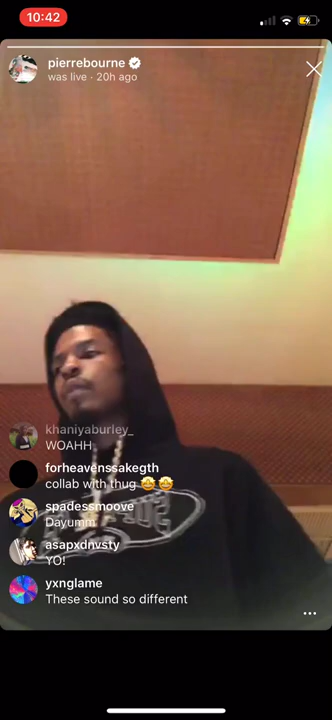 10:42
pierrebourne
was live · 20h ago
khaniyaburley_
WOAHH
forheavenssakegth
collab with thug 🤩🤩
spadessmoove
Dayumm
asapxdnvsty
YO!
yxnglame
These sound so different